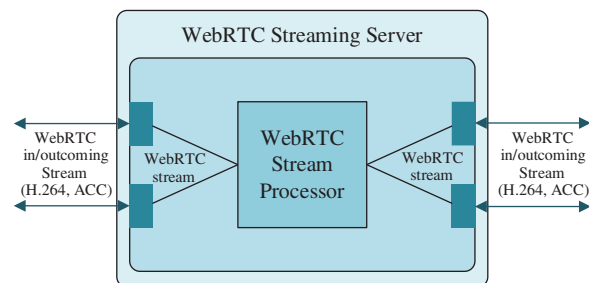 WebRTC Streaming Server
WebRTC
in/outcoming
Stream
(H.264, ACC)
WebRTC
stream
WebRTC
Stream
Processor
WebRTC
stream
WebRTC
in/outcoming
Stream
(H.264, ACC)